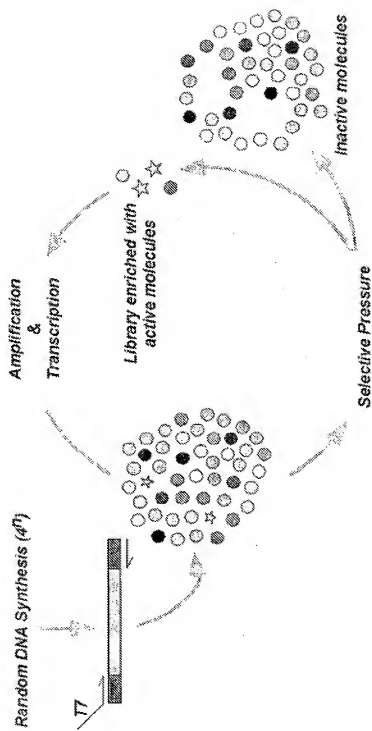 Random DNA Synthesis (4ⁿ)
T7
Amplification
&
Transcription
Library enriched with
active molecules
Selective Pressure
Inactive molecules